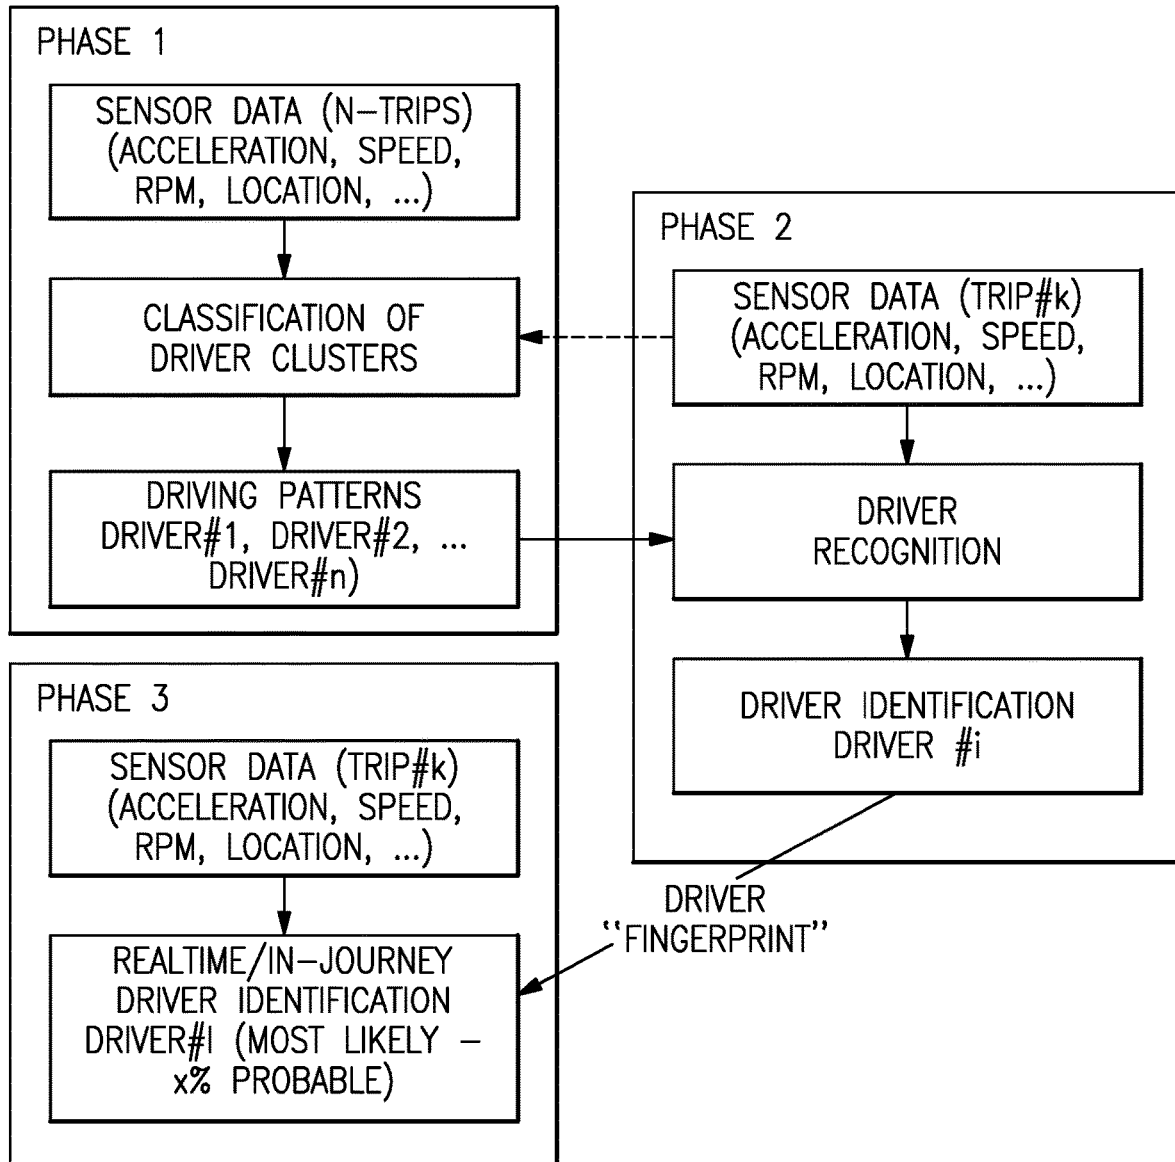 PHASE 1
SENSOR DATA (N-TRIPS)
(ACCELERATION, SPEED,
RPM, LOCATION, ...)
CLASSIFICATION OF
DRIVER CLUSTERS
DRIVING PATTERNS
DRIVER#1, DRIVER#2, ...
DRIVER#n)
PHASE 2
SENSOR DATA (TRIP#k)
(ACCELERATION, SPEED,
RPM, LOCATION, ...)
DRIVER
RECOGNITION
DRIVER IDENTIFICATION
DRIVER #i
DRIVER
"FINGERPRINT"
PHASE 3
SENSOR DATA (TRIP#k)
(ACCELERATION, SPEED,
RPM, LOCATION, ...)
REALTIME/IN-JOURNEY
DRIVER IDENTIFICATION
DRIVER#I (MOST LIKELY -
x% PROBABLE)